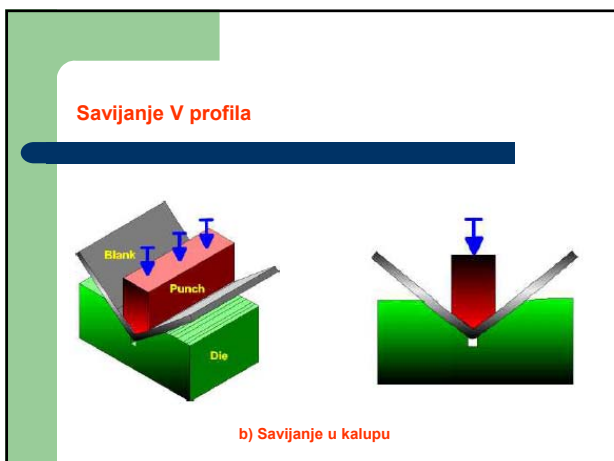 Savijanje V profila
Blank
Punch
Die
b) Savijanje u kalupu